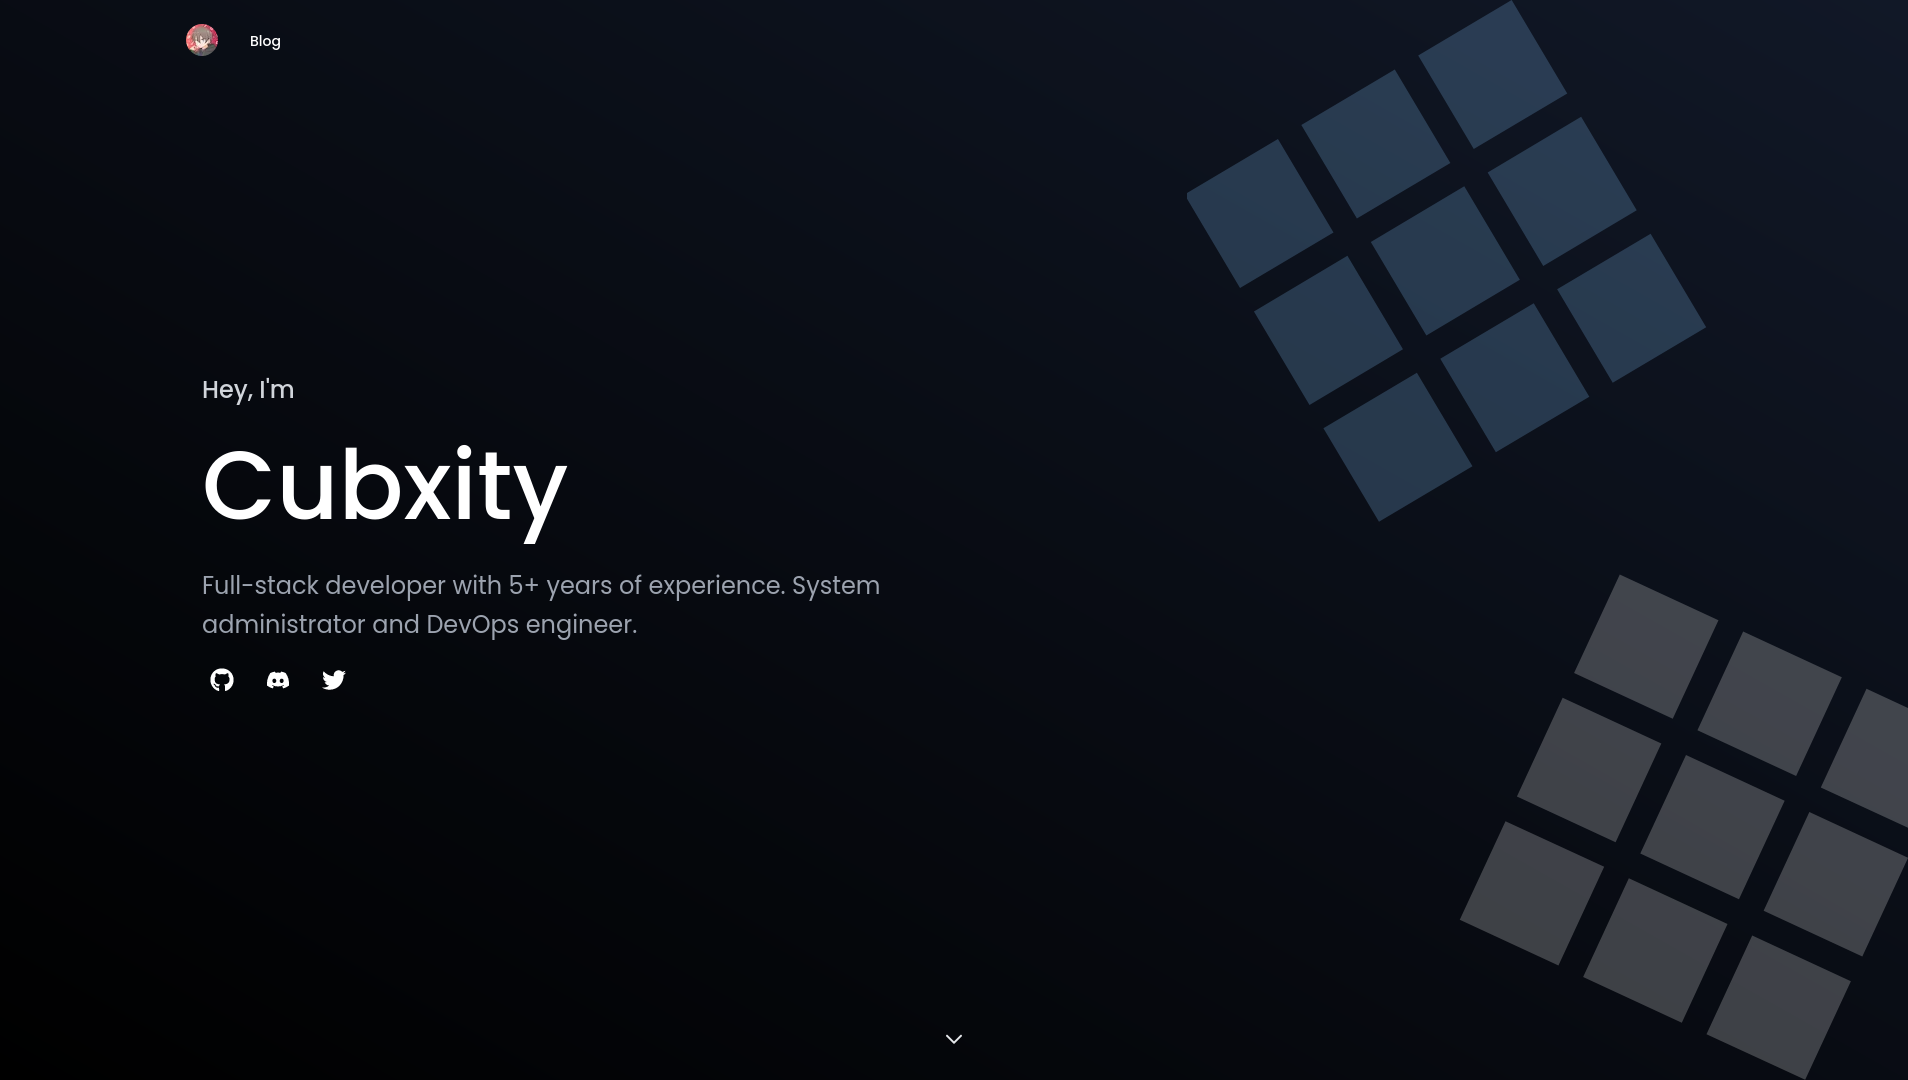 Blog
Hey, I'm
Cubxity
Full-stack developer with 5+ years of experience. System
administrator and DevOps engineer.